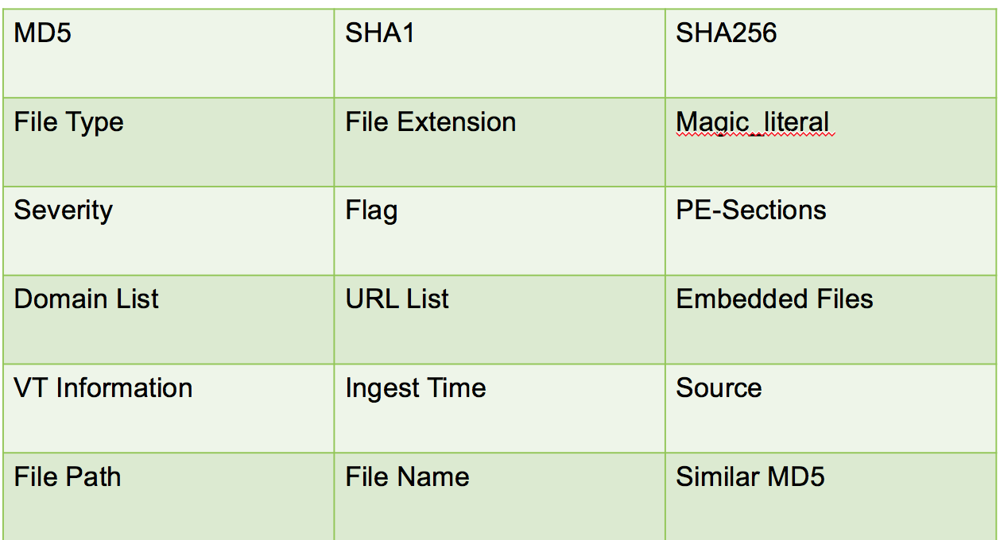 MD5 SHA1 SHA256
File Type File Extension Magic_literal
Severity Flag PE-Sections
Domain List URL List Embedded Files
VT Information Ingest Time Source
File Path File Name Similar MD5